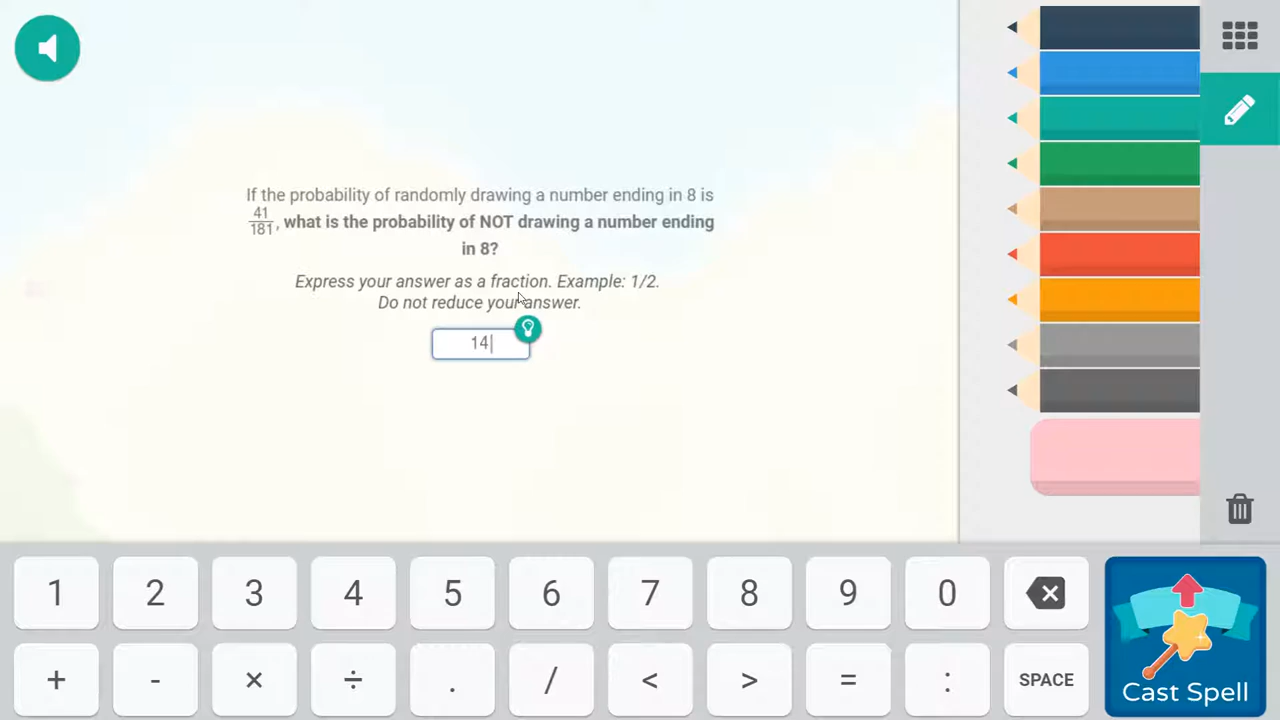 If the probability of randomly drawing a number ending in 8 is
41/181, what is the probability of NOT drawing a number ending
in 8?
Express your answer as a fraction. Example: 1/2.
Do not reduce your answer.
14
1 2 3 4 5 6 7 8 9 0
+ - × ÷ . / < > = : SPACE
Cast Spell